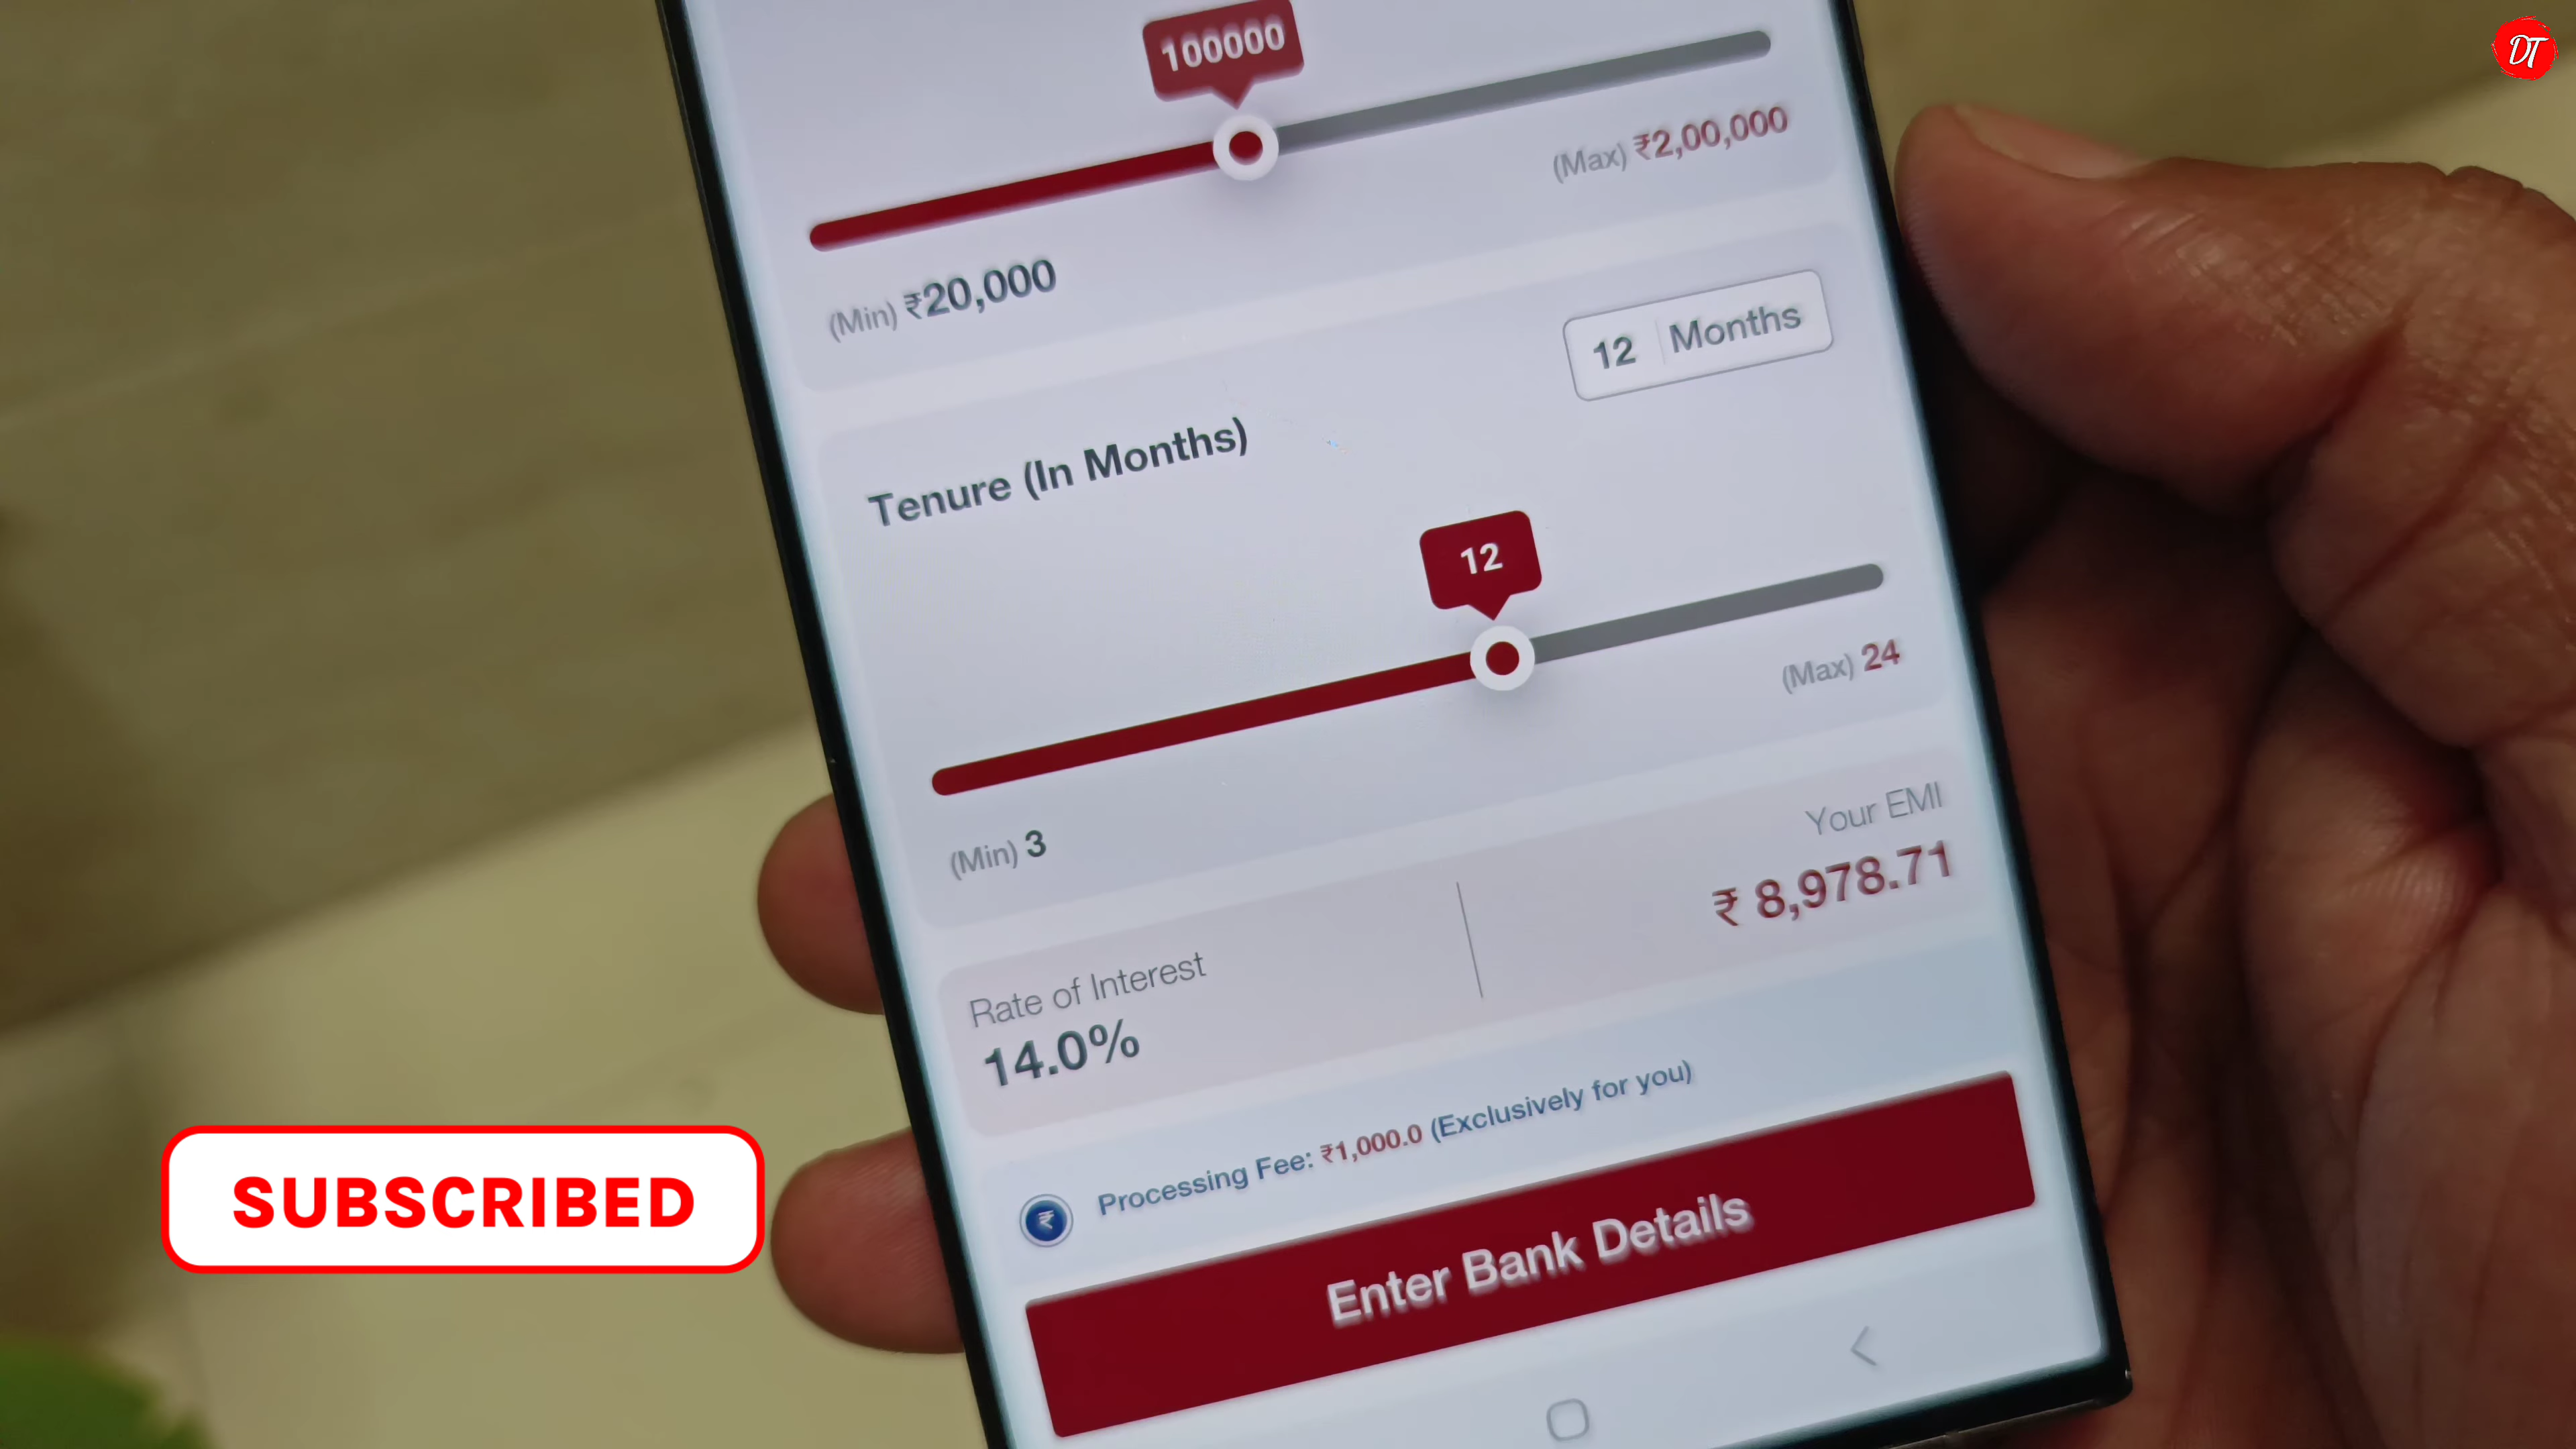 DT
100000
(Max) ₹2,00,000
(Min) ₹20,000
12 Months
Tenure (In Months)
12
(Max) 24
(Min) 3
Your EMI
₹ 8,978.71
Rate of Interest
14.0%
₹ Processing Fee: ₹1,000.0 (Exclusively for you)
Enter Bank Details
SUBSCRIBED